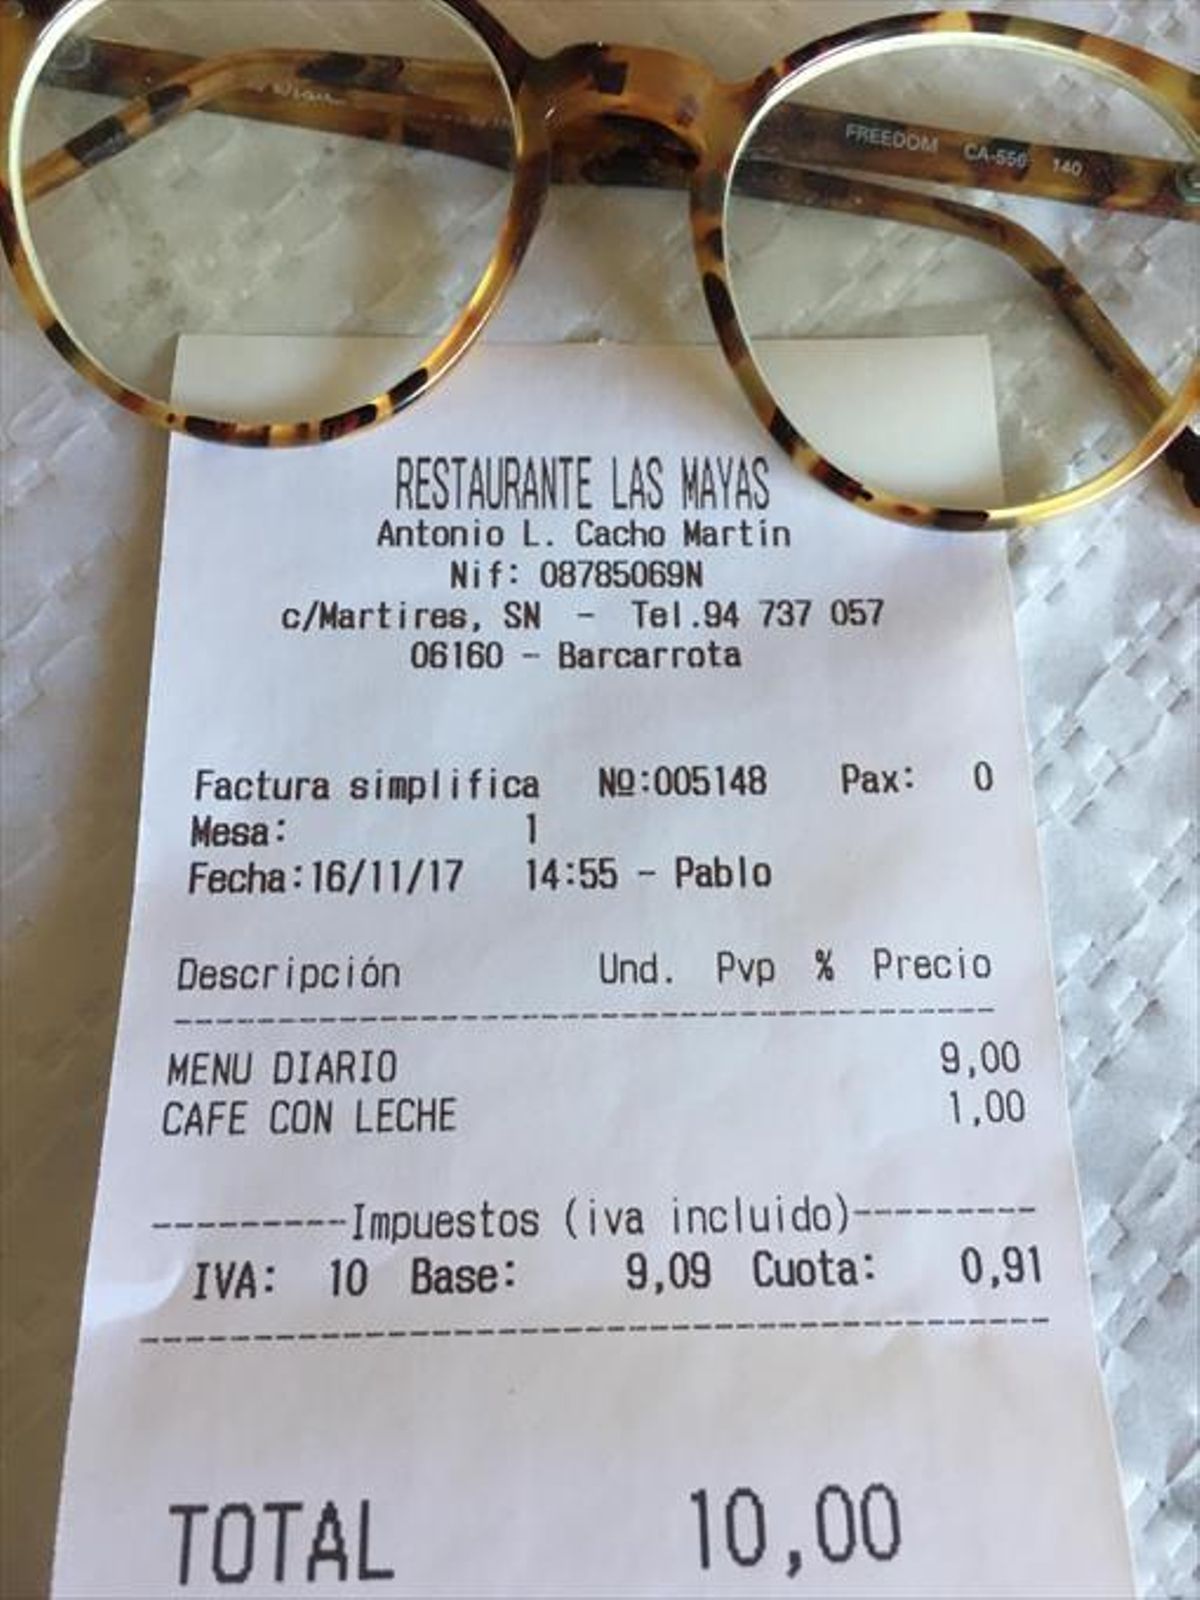 FREEDOM CA-556 140
RESTAURANTE LAS MAYAS
Antonio L. Cacho Martin
Nif: 08785069N
c/Martires, SN - Tel.94 737 057
06160 - Barcarrota
Factura simplifica Nº:005148 Pax: 0
Mesa: 1
Fecha:16/11/17 14:55 - Pablo
Descripción Und. Pvp % Precio
MENU DIARIO 9,00
CAFE CON LECHE 1,00
---------Impuestos (iva incluido)---------
IVA: 10 Base: 9,09 Cuota: 0,91
TOTAL 10,00